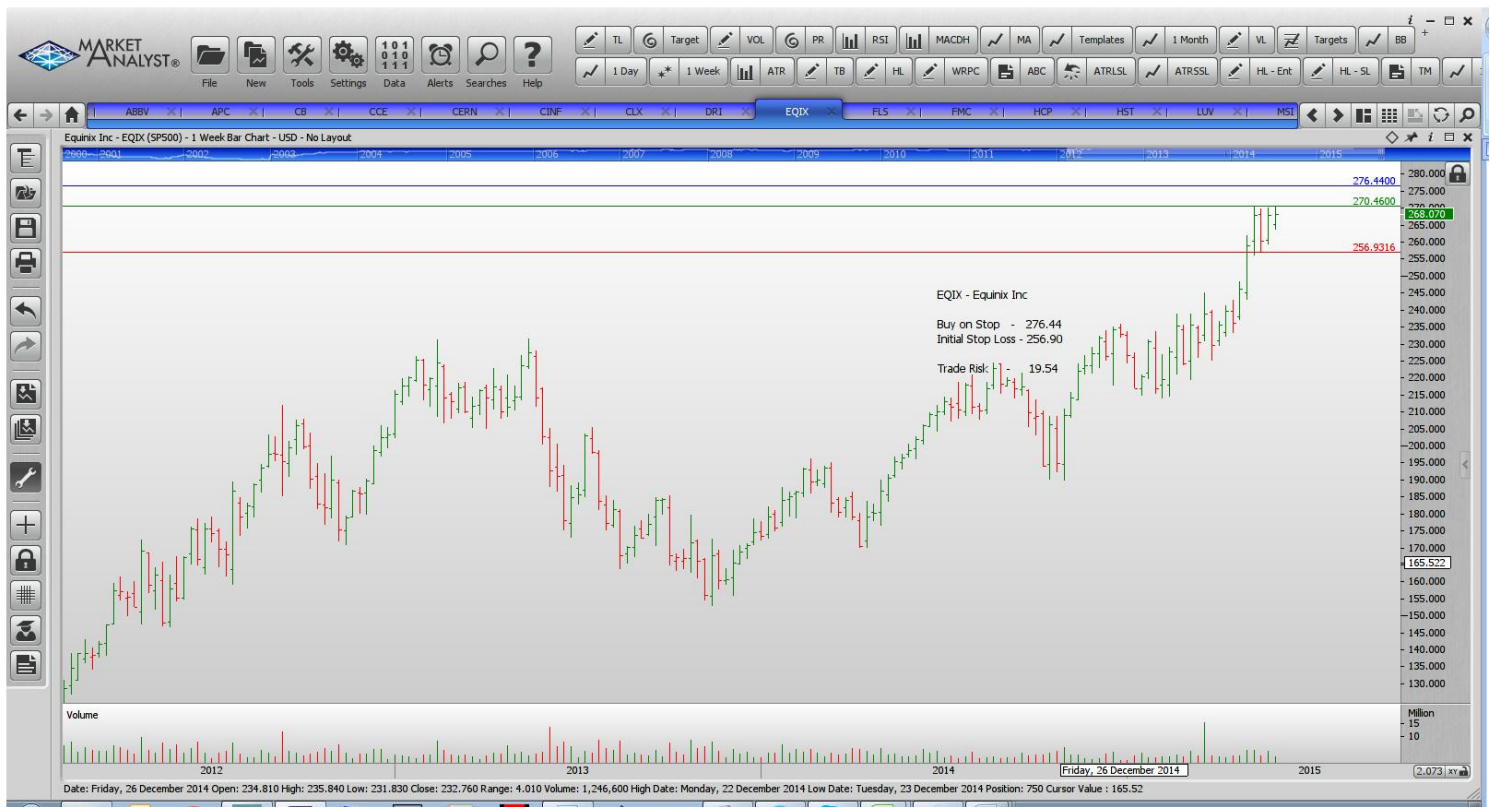 MARKET
ANALYST®
File New Tools Settings Data Alerts Searches Help
101
010
111
TL Target VOL PR RSI MACDH MA Templates 1 Month VL Targets BB
1 Day 1 Week ATR TB HL WRPC ABC ATRLSL ATRSSL HL - Ent HL - SL TM
ABBV APC CB CCE CERN CINF CLX DRI EQIX FLS FMC HCP HST LUV MSI
Equinix Inc - EQIX (SP500) - 1 Week Bar Chart - USD - No Layout
2000 2001 2002 2003 2004 2005 2006 2007 2008 2009 2010 2011 2012 2013 2014 2015
280.000
276.4400
275.000
270.4600
270.000
268.070
265.000
260.000
256.9316
255.000
250.000
EQIX - Equinix Inc
245.000
240.000
Buy on Stop - 276.44
235.000
Initial Stop Loss - 256.90
230.000
225.000
Trade Risk - 19.54
220.000
215.000
210.000
205.000
200.000
195.000
190.000
185.000
180.000
175.000
170.000
165.522
160.000
155.000
150.000
145.000
140.000
135.000
130.000
Volume
Million
15
10
2012 2013 2014 Friday, 26 December 2014 2015 2.073 XY
Date: Friday, 26 December 2014 Open: 234.810 High: 235.840 Low: 231.830 Close: 232.760 Range: 4.010 Volume: 1,246,600 High Date: Monday, 22 December 2014 Low Date: Tuesday, 23 December 2014 Position: 750 Cursor Value : 165.52